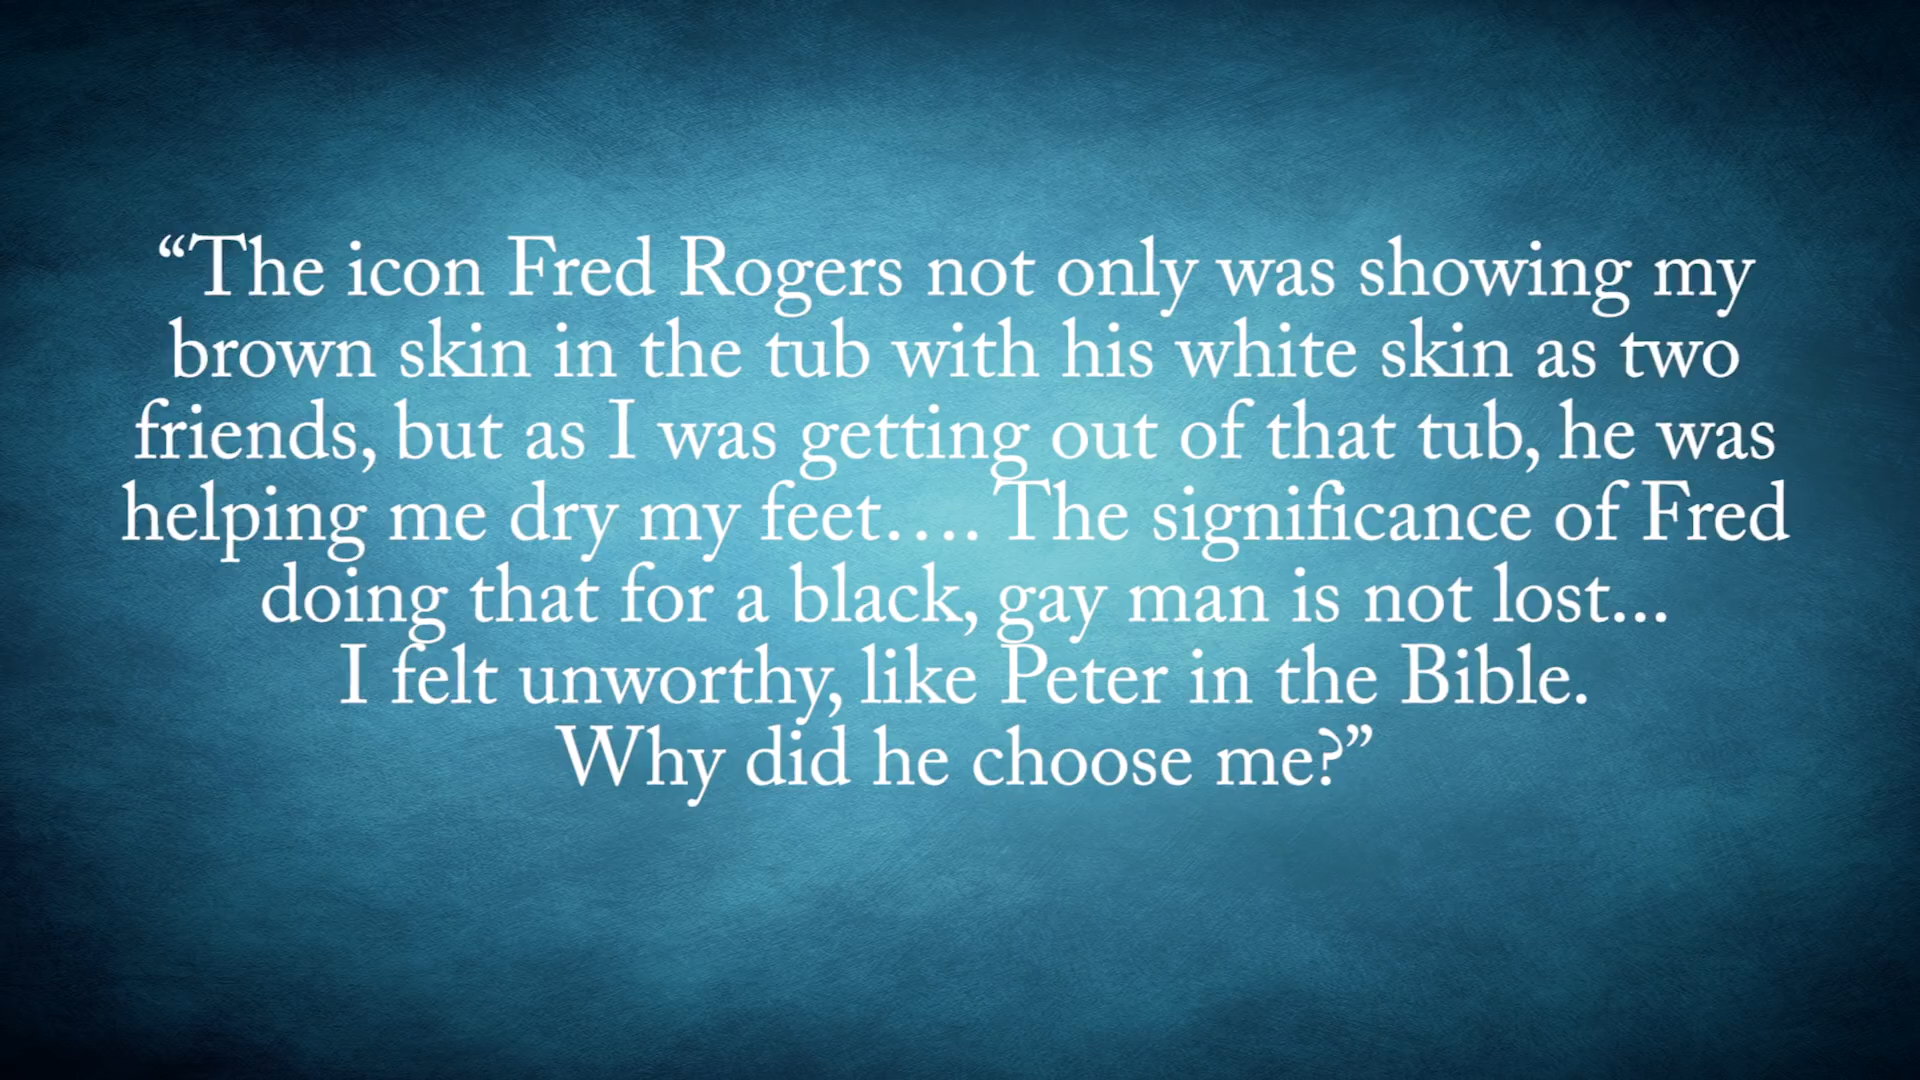 “The icon Fred Rogers not only was showing my
brown skin in the tub with his white skin as two
friends, but as I was getting out of that tub, he was
helping me dry my feet…. The significance of Fred
doing that for a black, gay man is not lost...
I felt unworthy, like Peter in the Bible.
Why did he choose me?”